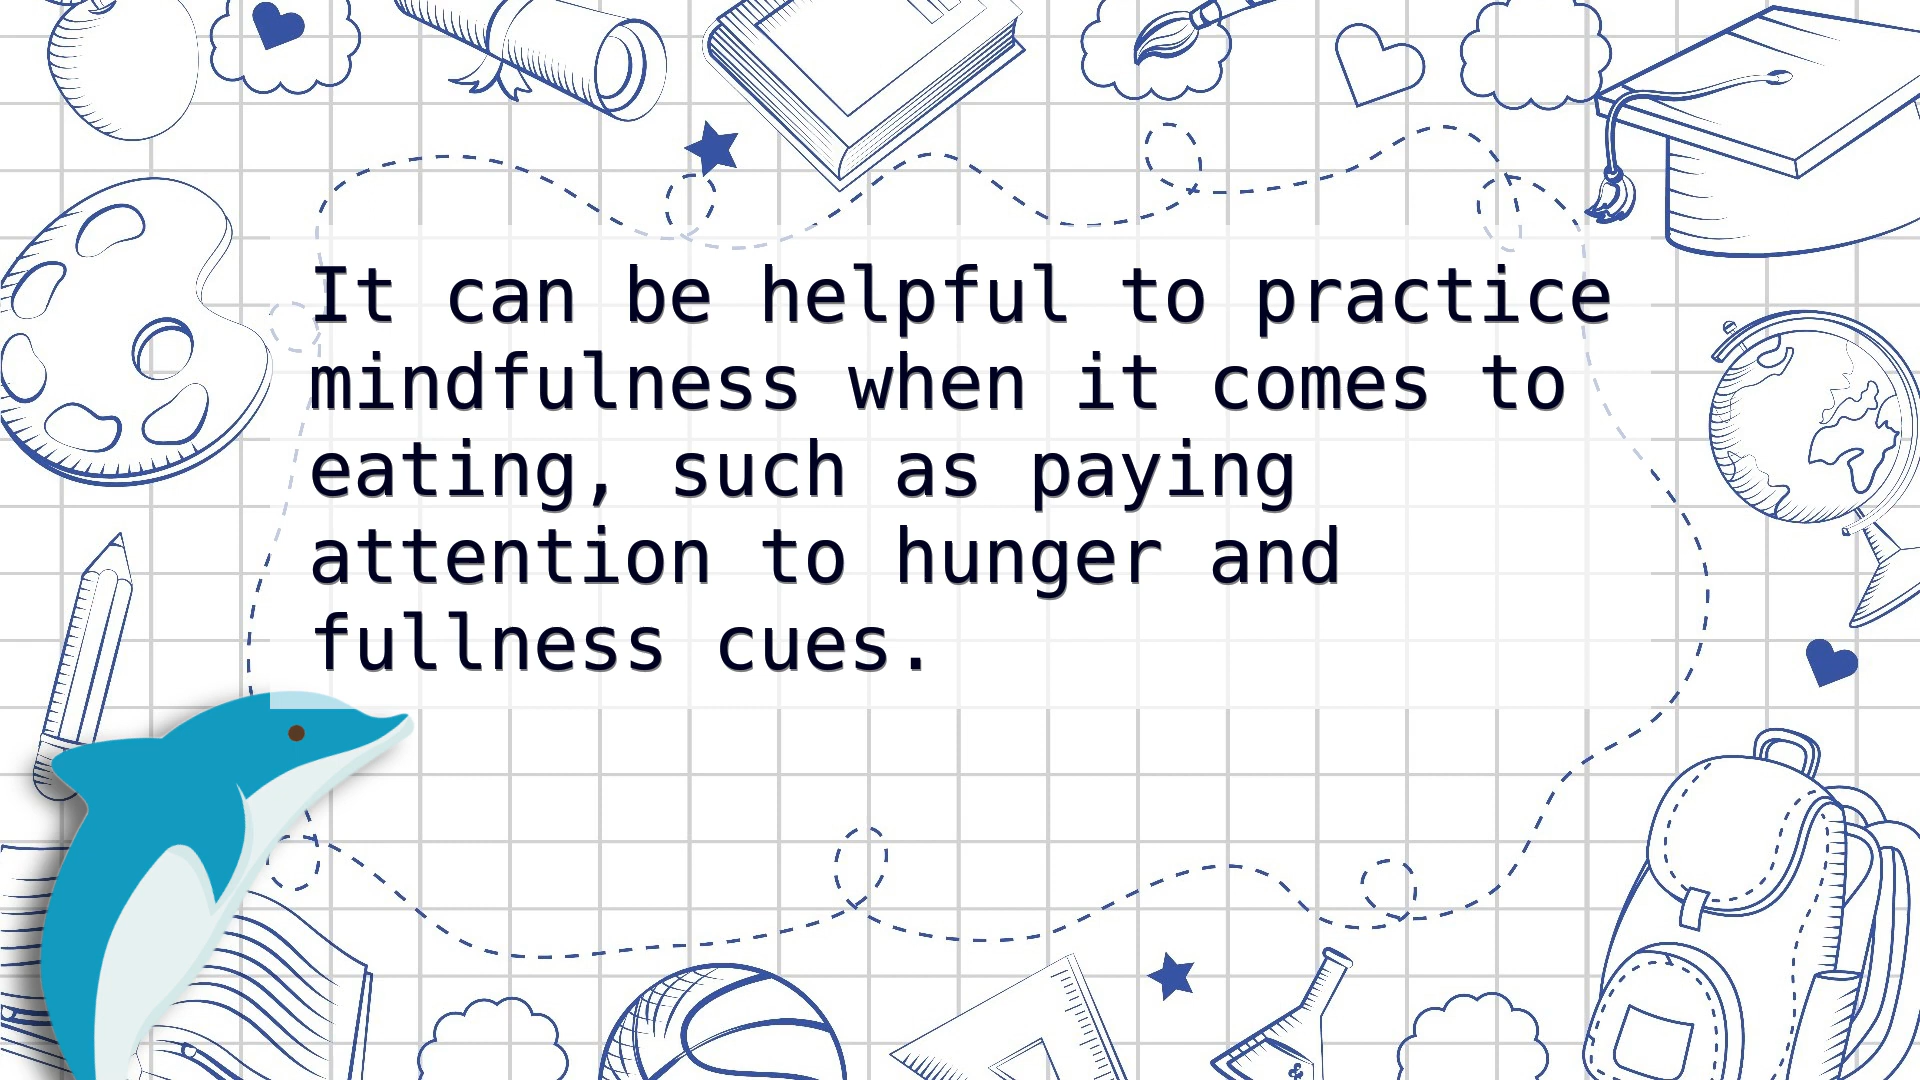 It can be helpful to practice
mindfulness when it comes to
eating, such as paying
attention to hunger and
fullness cues.